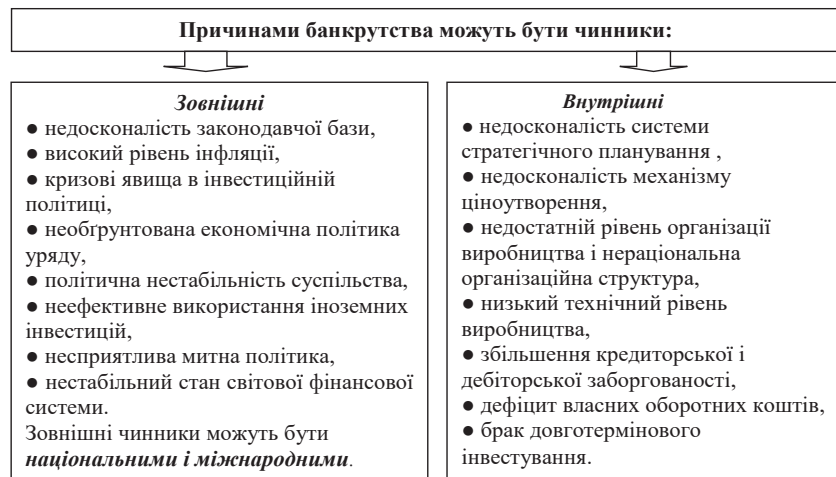 Причинами банкрутства можуть бути чинники:
Зовнішні
● недосконалість законодавчої бази,
● високий рівень інфляції,
● кризові явища в інвестиційній
політиці,
● необґрунтована економічна політика
уряду,
● політична нестабільність суспільства,
● неефективне використання іноземних
інвестицій,
● несприятлива митна політика,
● нестабільний стан світової фінансової
системи.
Зовнішні чинники можуть бути
національними і міжнародними.
Внутрішні
● недосконалість системи
стратегічного планування ,
● недосконалість механізму
ціноутворення,
● недостатній рівень організації
виробництва і нераціональна
організаційна структура,
● низький технічний рівень
виробництва,
● збільшення кредиторської і
дебіторської заборгованості,
● дефіцит власних оборотних коштів,
● брак довготермінового
інвестування.